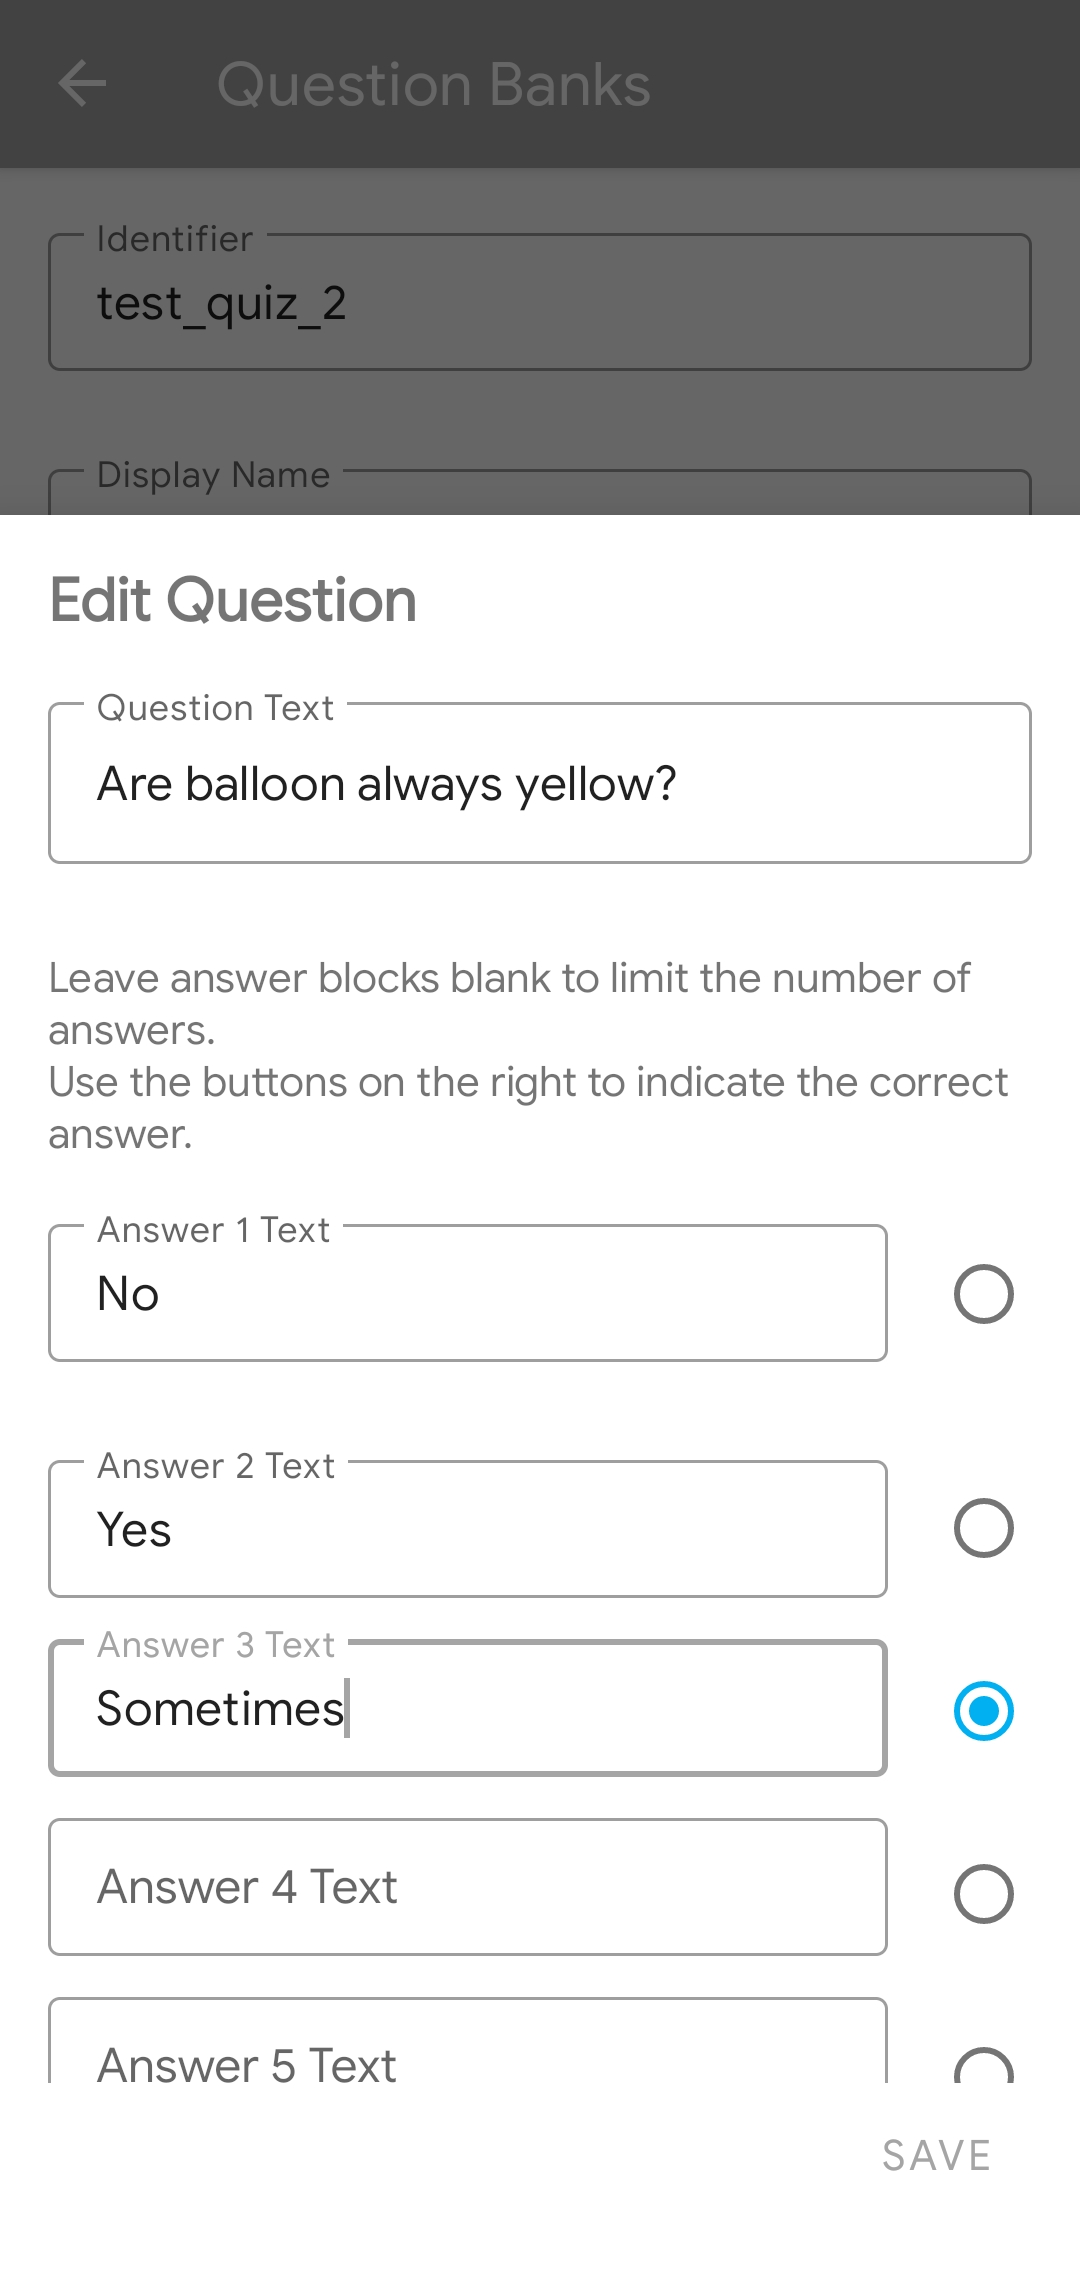 Question Banks
Identifier
test_quiz_2
Display Name
Edit Question
Question Text
Are balloon always yellow?
Leave answer blocks blank to limit the number of
answers.
Use the buttons on the right to indicate the correct
answer.
Answer 1 Text
No
Answer 2 Text
Yes
Answer 3 Text
Sometimes
Answer 4 Text
Answer 5 Text
SAVE